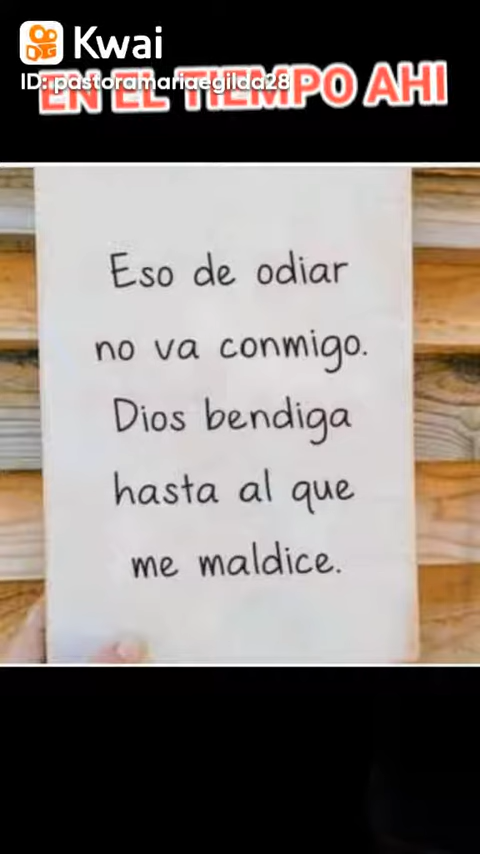 Kwai
ID: pastoramariaegilda28
EN EL TIEMPO AHI
Eso de odiar
no va conmigo.
Dios bendiga
hasta al que
me maldice.